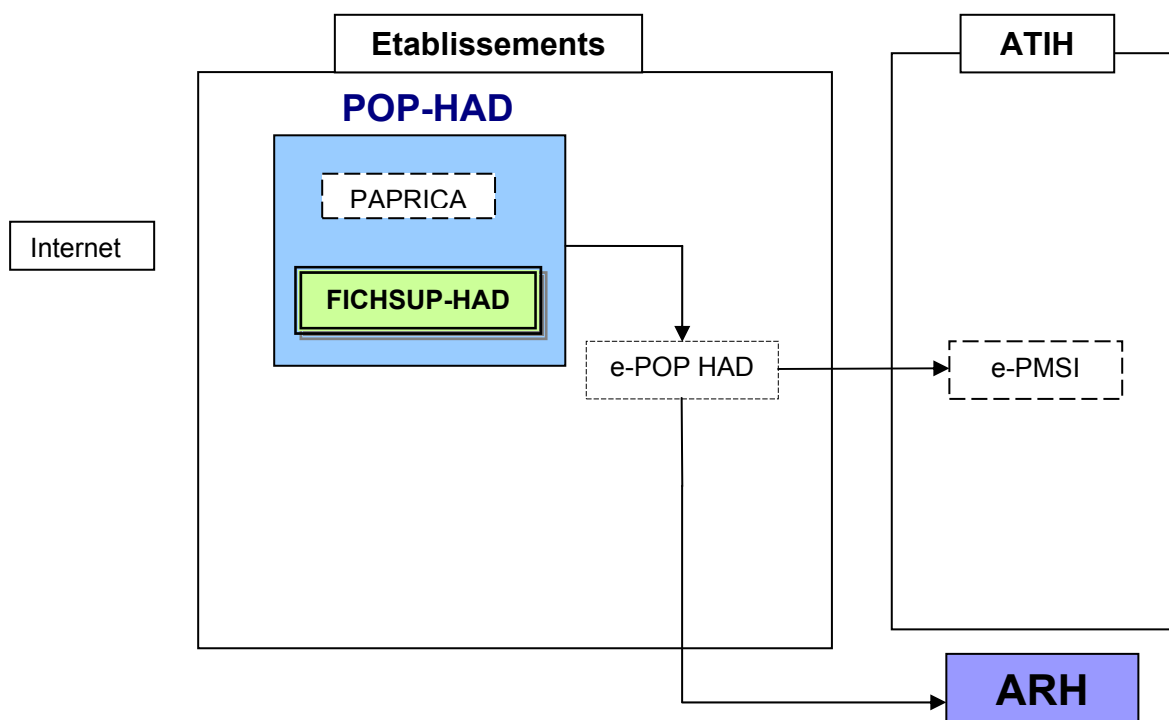 Etablissements
ATIH
POP-HAD
PAPRICA
Internet
FICHSUP-HAD
e-POP HAD
e-PMSI
ARH